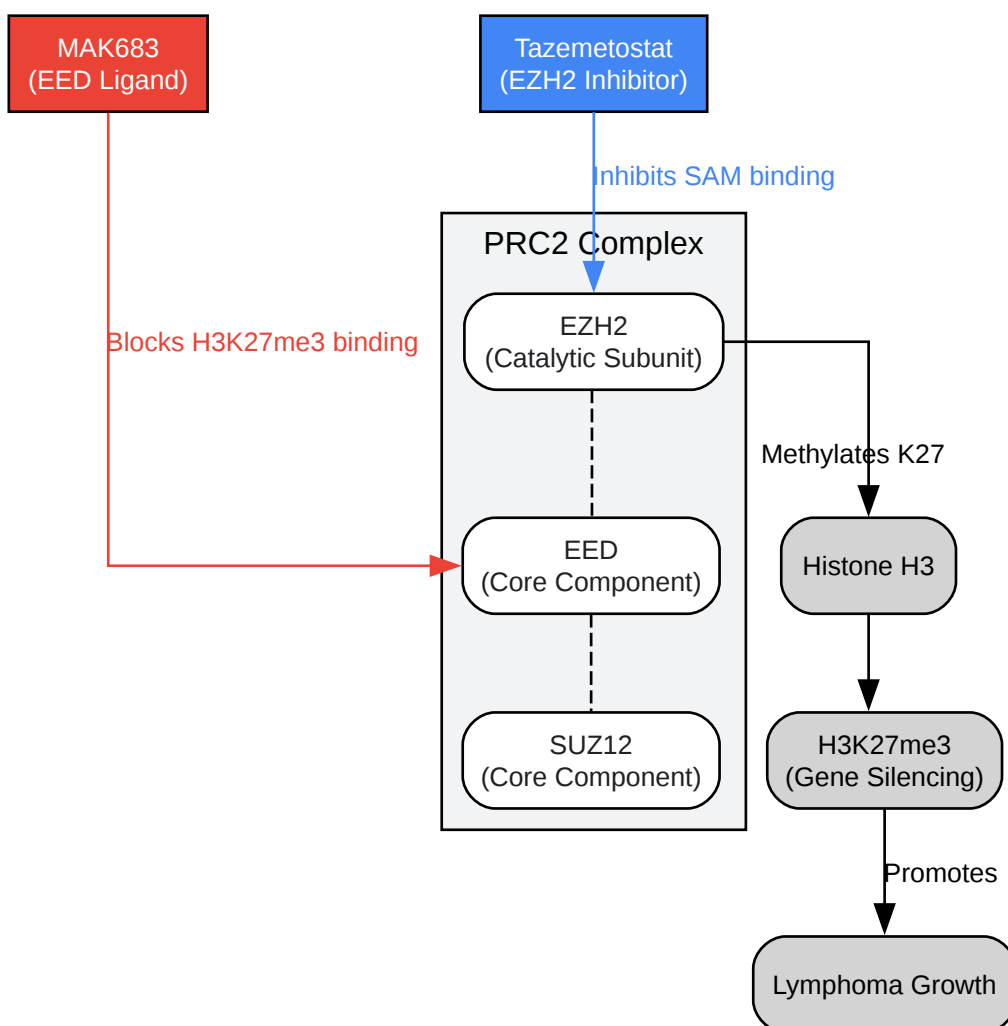 MAK683
(EED Ligand)
Tazemetostat
(EZH2 Inhibitor)
Inhibits SAM binding
PRC2 Complex
EZH2
(Catalytic Subunit)
Blocks H3K27me3 binding
Methylates K27
EED
(Core Component)
Histone H3
SUZ12
(Core Component)
H3K27me3
(Gene Silencing)
Promotes
Lymphoma Growth